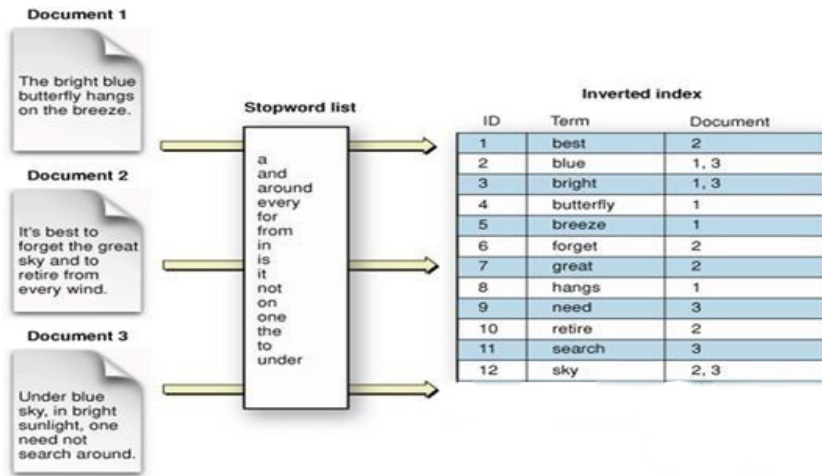 Document 1
The bright blue
butterfly hangs
on the breeze.
Document 2
It's best to
forget the great
sky and to
retire from
every wind.
Document 3
Under blue
sky, in bright
sunlight, one
need not
search around.
Stopword list
a
and
around
every
for
from
in
is
it
not
on
one
the
to
under
Inverted index
ID Term Document
1 best 2
2 blue 1, 3
3 bright 1, 3
4 butterfly 1
5 breeze 1
6 forget 2
7 great 2
8 hangs 1
9 need 3
10 retire 2
11 search 3
12 sky 2, 3